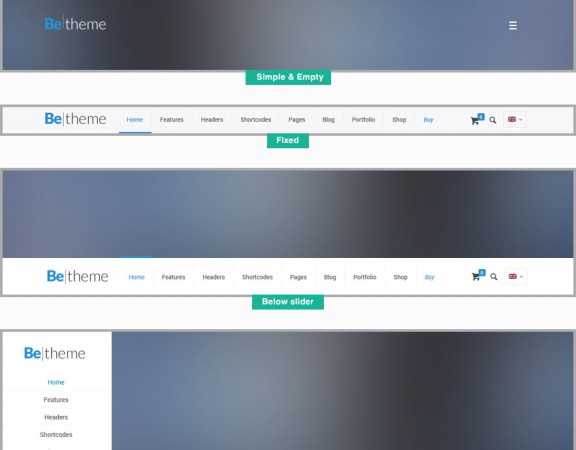 Be|theme
Simple & Empty
Be|theme Home Features Headers Shortcodes Pages Blog Portfolio Shop Buy
Fixed
Be|theme Home Features Headers Shortcodes Pages Blog Portfolio Shop Buy
Below slider
Be|theme
Home
Features
Headers
Shortcodes